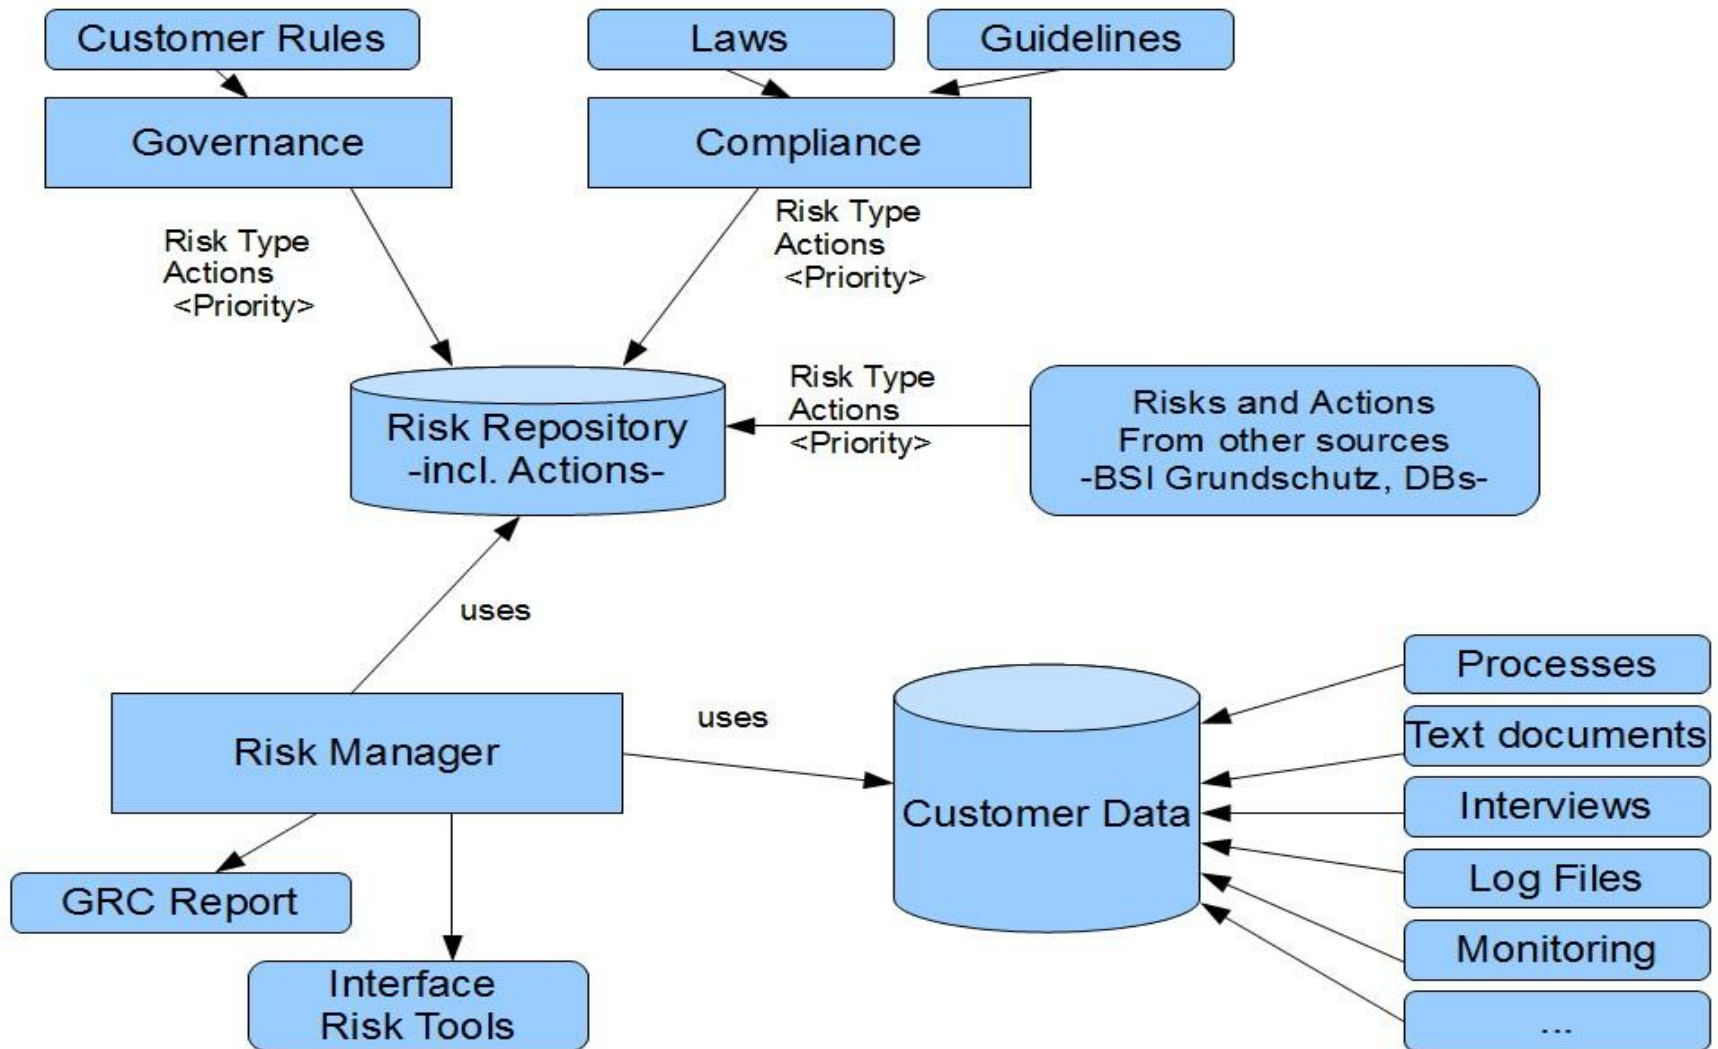 Customer Rules
Laws
Guidelines
Governance
Compliance
Risk Type
Actions
<Priority>
Risk Type
Actions
<Priority>
Risk Type
Actions
<Priority>
Risk Repository
-incl. Actions-
Risks and Actions
From other sources
-BSI Grundschutz, DBs-
uses
uses
Risk Manager
Customer Data
Processes
Text documents
Interviews
Log Files
Monitoring
...
GRC Report
Interface
Risk Tools